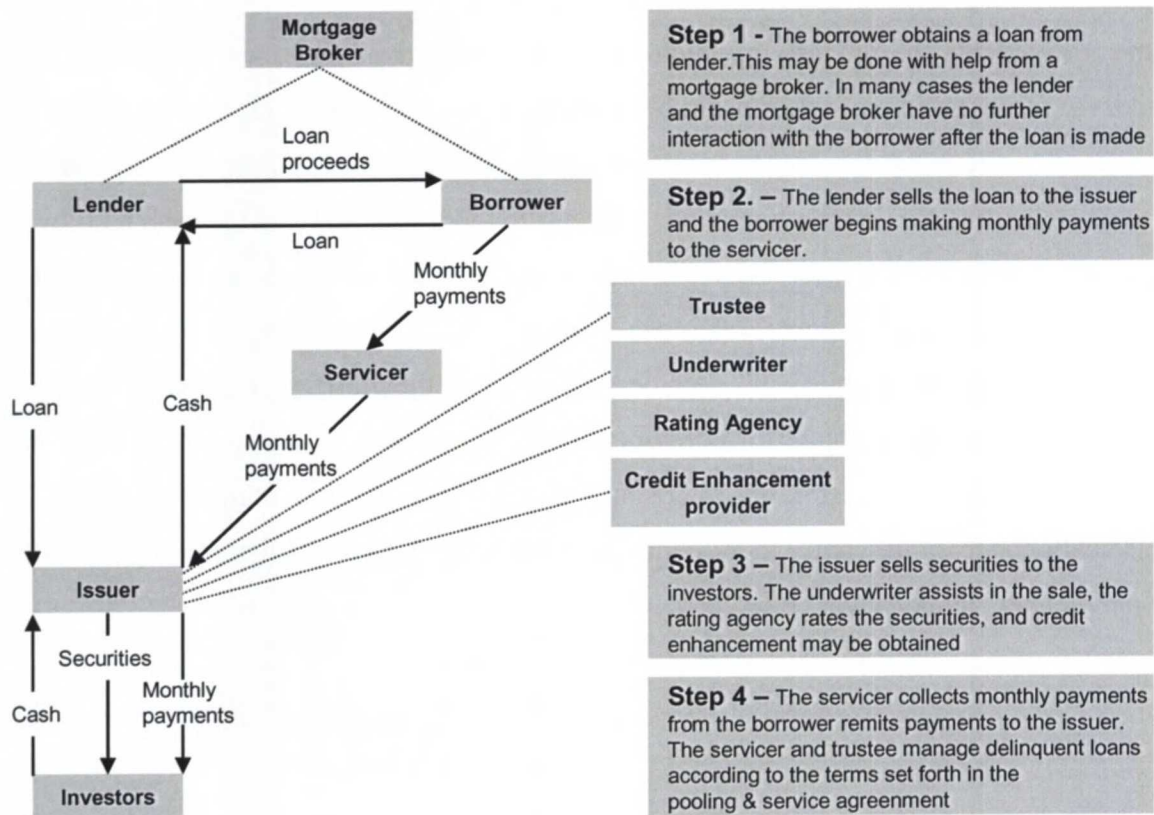 Mortgage
Broker
Loan
proceeds
Lender
Borrower
Loan
Monthly
payments
Servicer
Loan
Cash
Monthly
payments
Issuer
Securities
Monthly
payments
Cash
Investors
Step 1 - The borrower obtains a loan from
lender.This may be done with help from a
mortgage broker. In many cases the lender
and the mortgage broker have no further
interaction with the borrower after the loan is made
Step 2. – The lender sells the loan to the issuer
and the borrower begins making monthly payments
to the servicer.
Trustee
Underwriter
Rating Agency
Credit Enhancement
provider
Step 3 – The issuer sells securities to the
investors. The underwriter assists in the sale, the
rating agency rates the securities, and credit
enhancement may be obtained
Step 4 – The servicer collects monthly payments
from the borrower remits payments to the issuer.
The servicer and trustee manage delinquent loans
according to the terms set forth in the
pooling & service agreenment